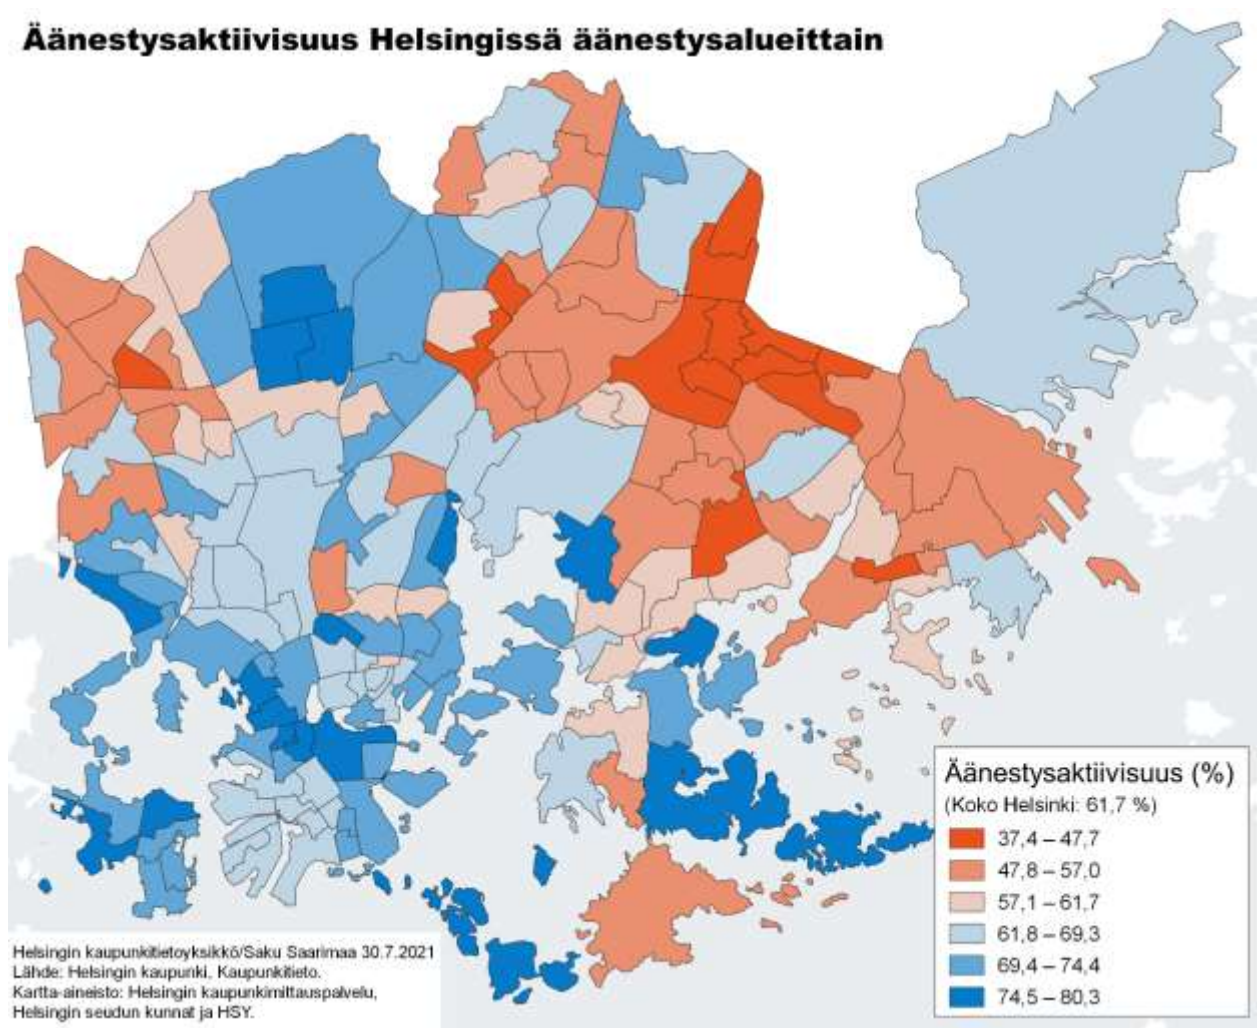 Äänestysaktiivisuus Helsingissä äänestysalueittain
Äänestysaktiivisuus (%)
(Koko Helsinki: 61,7 %)
37,4 – 47,7
47,8 – 57,0
57,1 – 61,7
61,8 – 69,3
69,4 – 74,4
74,5 – 80,3
Helsingin kaupunkitietoyksikkö/Saku Saarimaa 30.7.2021
Lähde: Helsingin kaupunki, Kaupunkitieto.
Kartta-aineisto: Helsingin kaupunkimittauspalvelu,
Helsingin seudun kunnat ja HSY.